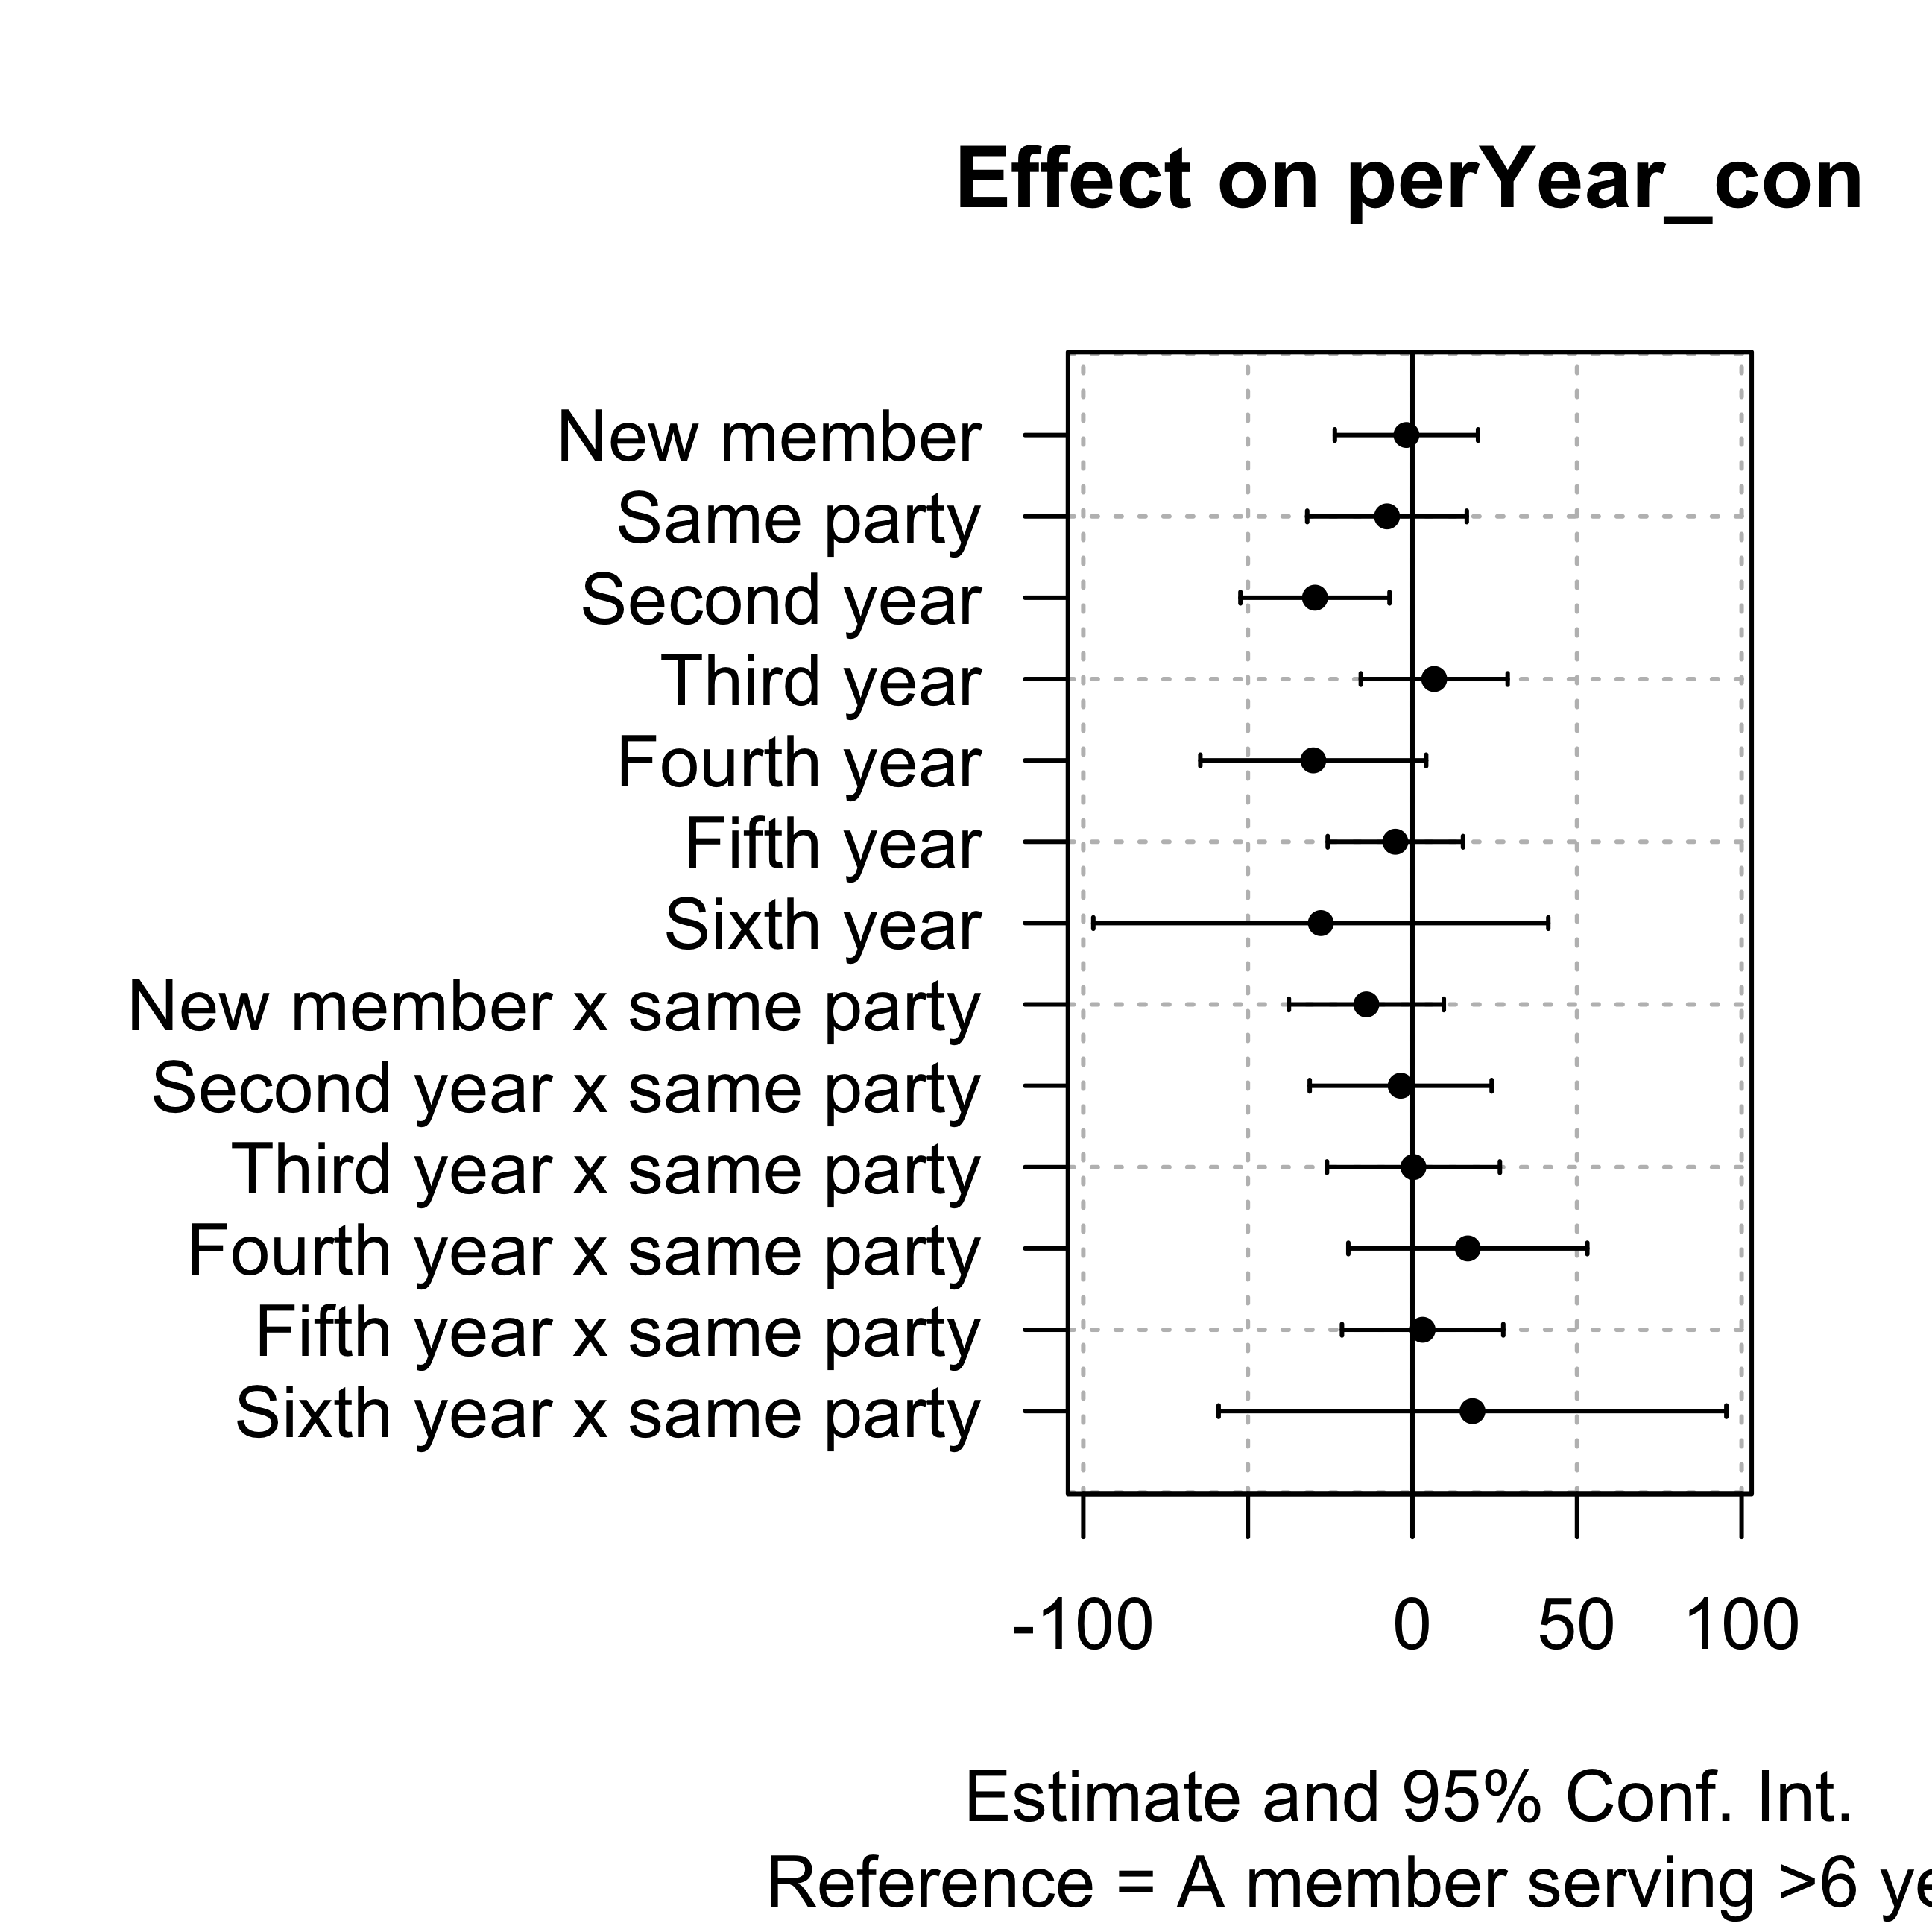 Effect on perYear_con
New member
Same party
Second year
Third year
Fourth year
Fifth year
Sixth year
New member x same party
Second year x same party
Third year x same party
Fourth year x same party
Fifth year x same party
Sixth year x same party
-100 0 50 100
Estimate and 95% Conf. Int.
Reference = A member serving >6